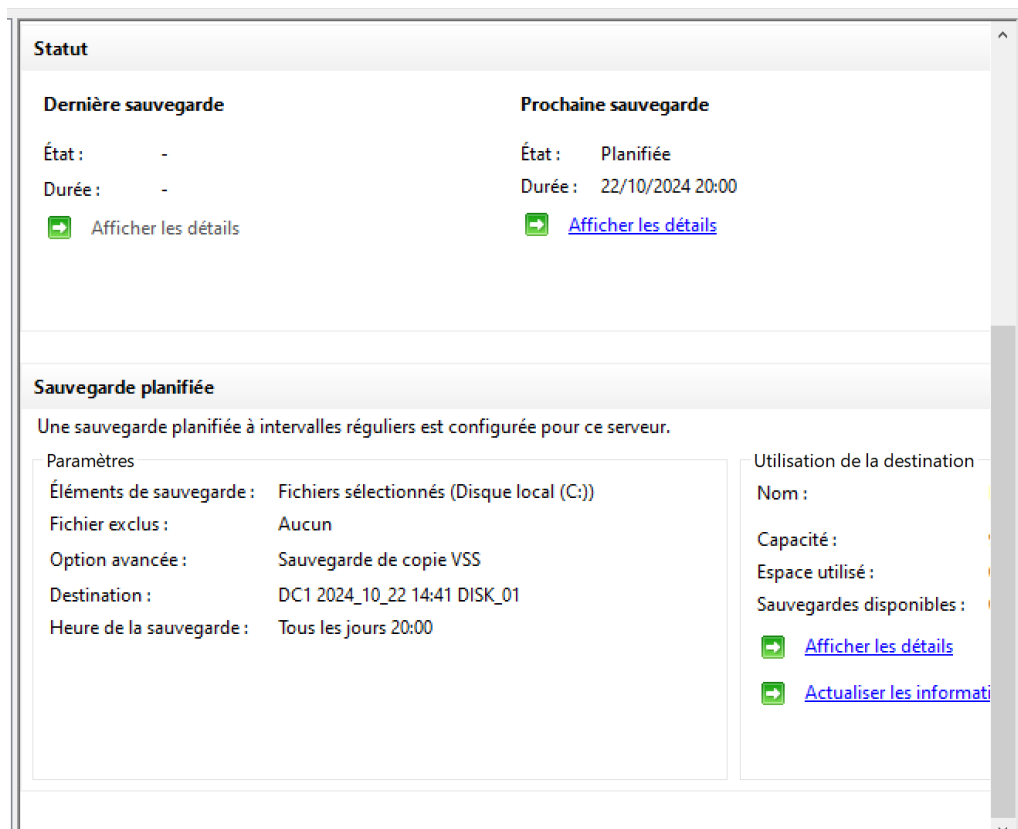 Statut
Dernière sauvegarde
État : -
Durée : -
Afficher les détails
Prochaine sauvegarde
État : Planifiée
Durée : 22/10/2024 20:00
Afficher les détails
Sauvegarde planifiée
Une sauvegarde planifiée à intervalles réguliers est configurée pour ce serveur.
Paramètres
Éléments de sauvegarde : Fichiers sélectionnés (Disque local (C:))
Fichier exclus : Aucun
Option avancée : Sauvegarde de copie VSS
Destination : DC1 2024_10_22 14:41 DISK_01
Heure de la sauvegarde : Tous les jours 20:00
Utilisation de la destination
Nom :
Capacité :
Espace utilisé :
Sauvegardes disponibles :
Afficher les détails
Actualiser les informati